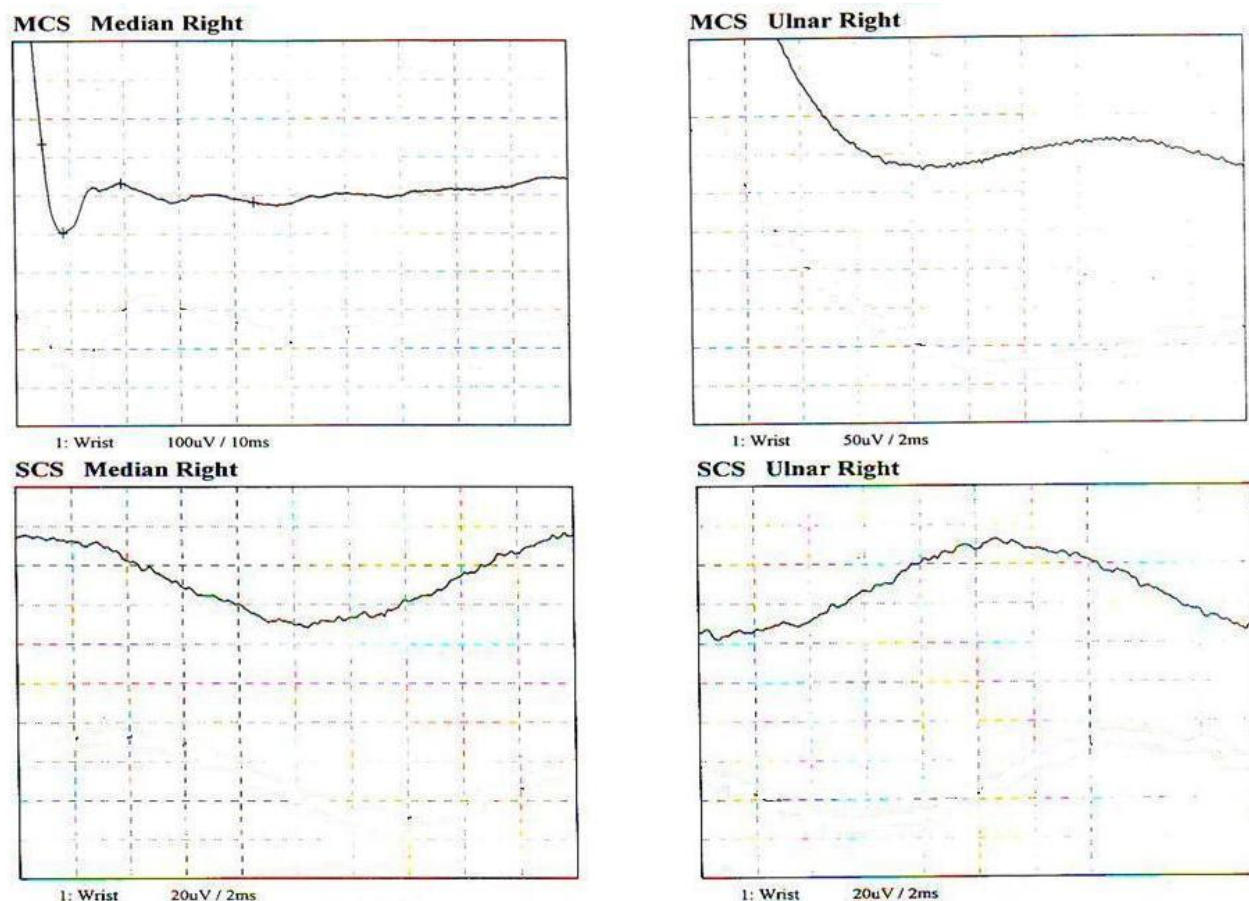 MCS Median Right
1: Wrist 100uV / 10ms
MCS Ulnar Right
1: Wrist 50uV / 2ms
SCS Median Right
1: Wrist 20uV / 2ms
SCS Ulnar Right
1: Wrist 20uV / 2ms